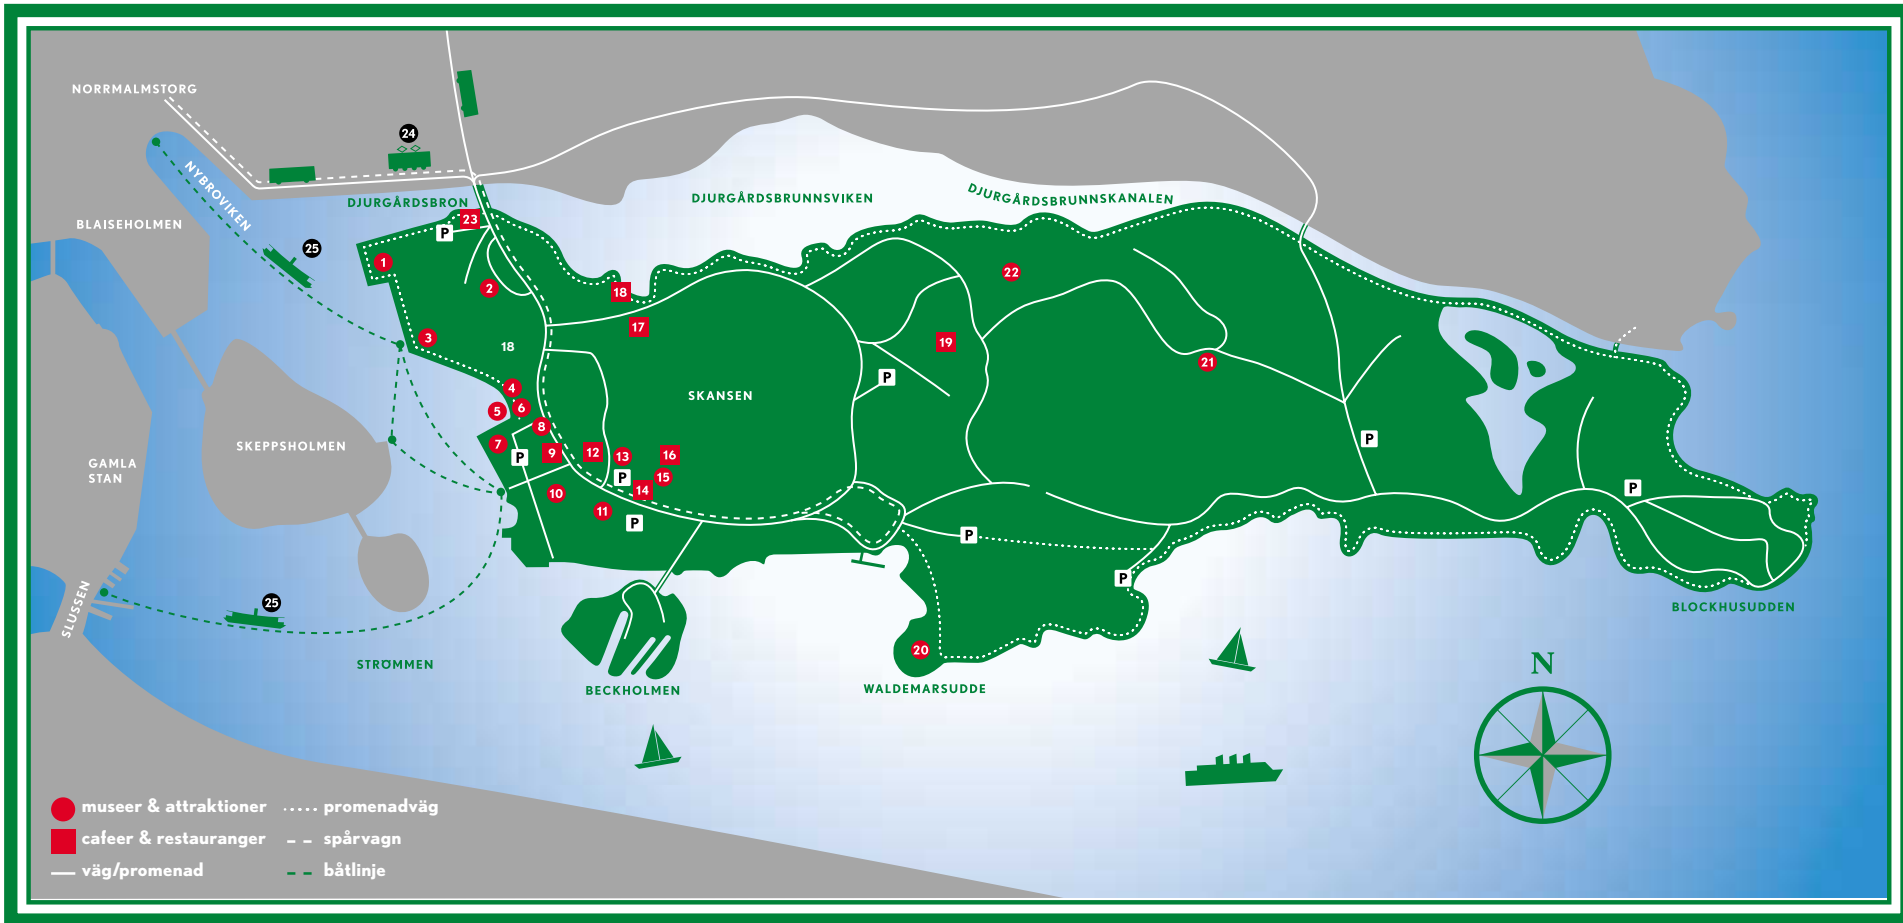 NORRMALMSTORG
24
NYBROVIKEN
DJURGÅRDSBRON
DJURGÅRDSBRUNNSVIKEN
DJURGÅRDSBRUNNSKANALEN
BLAISEHOLMEN
23
P
25
1
2
18
22
17
3
18
19
21
P
4
SKANSEN
5
6
8
7
P
SKEPPSHOLMEN
GAMLA
STAN
P
9
12
13
16
P
15
14
10
11
P
P
P
P
SLUSSEN
25
BLOCKHUSUDDEN
STRÖMMEN
20
BECKHOLMEN
WALDEMARSUDDE
N
museer & attraktioner
promenadväg
cafeer & restauranger
spårvagn
väg/promenad
båtlinje